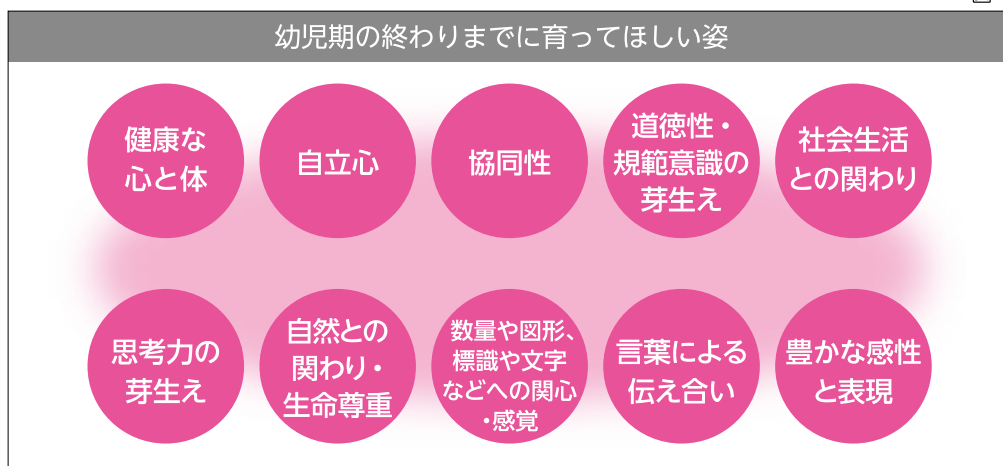 幼児期の終わりまでに育ってほしい姿
健康な
心と体
自立心
協同性
道徳性・
規範意識の
芽生え
社会生活
との関わり
思考力の
芽生え
自然との
関わり・
生命尊重
数量や図形、
標識や文字
などへの関心
・感覚
言葉による
伝え合い
豊かな感性
と表現